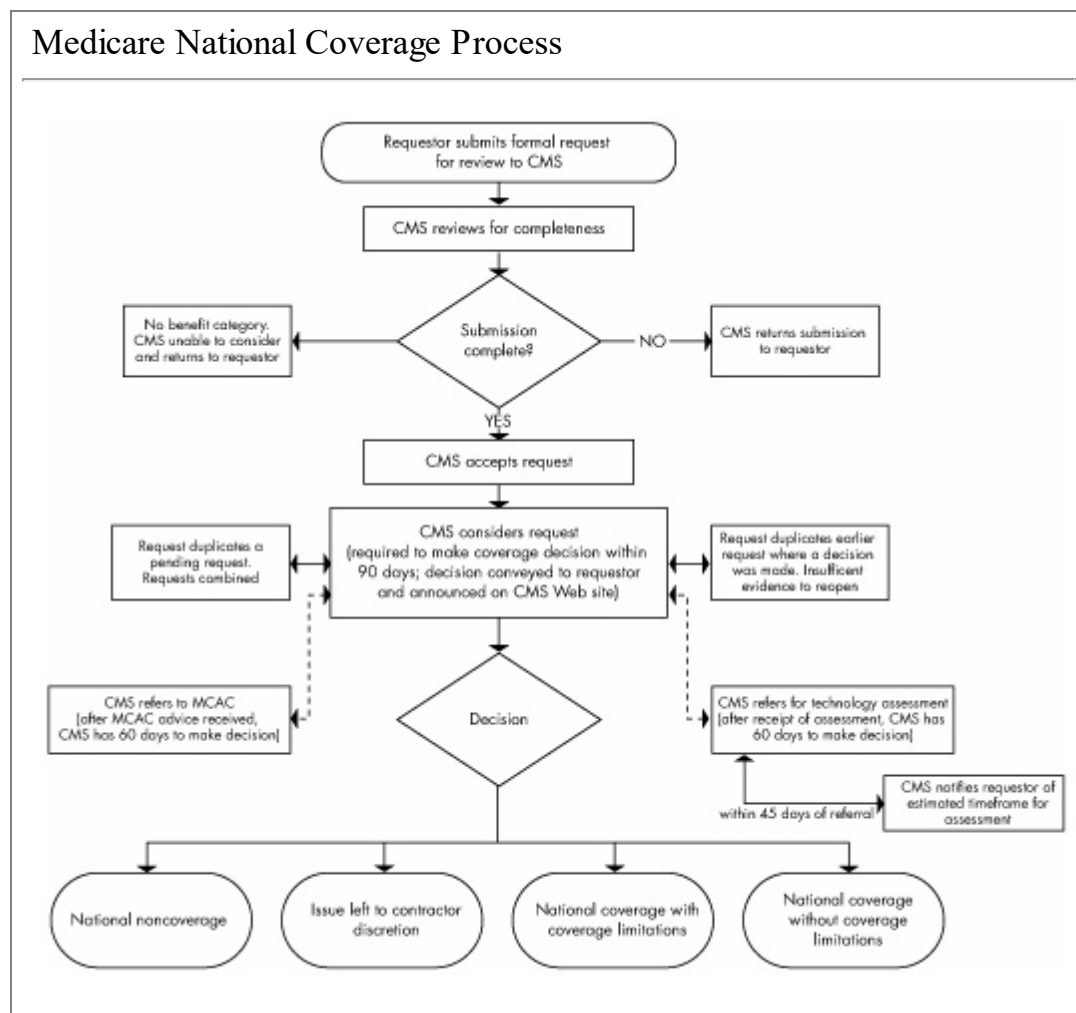 Medicare National Coverage Process
Requestor submits formal request
for review to CMS
CMS reviews for completeness
No benefit category.
CMS unable to consider
and returns to requestor
Submission
complete?
NO
CMS returns submission
to requestor
YES
CMS accepts request
Request duplicates a
pending request.
Requests combined
CMS considers request
(required to make coverage decision within
90 days; decision conveyed to requestor
and announced on CMS Web site)
Request duplicates earlier
request where a decision
was made. Insufficient
evidence to reopen
CMS refers to MCAC
(after MCAC advice received,
CMS has 60 days to make decision)
Decision
CMS refers for technology assessment
(after receipt of assessment, CMS has
60 days to make decision)
within 45 days of referral
CMS notifies requestor of
estimated timeframe for
assessment
National noncoverage
Issue left to contractor
discretion
National coverage with
coverage limitations
National coverage
without coverage
limitations